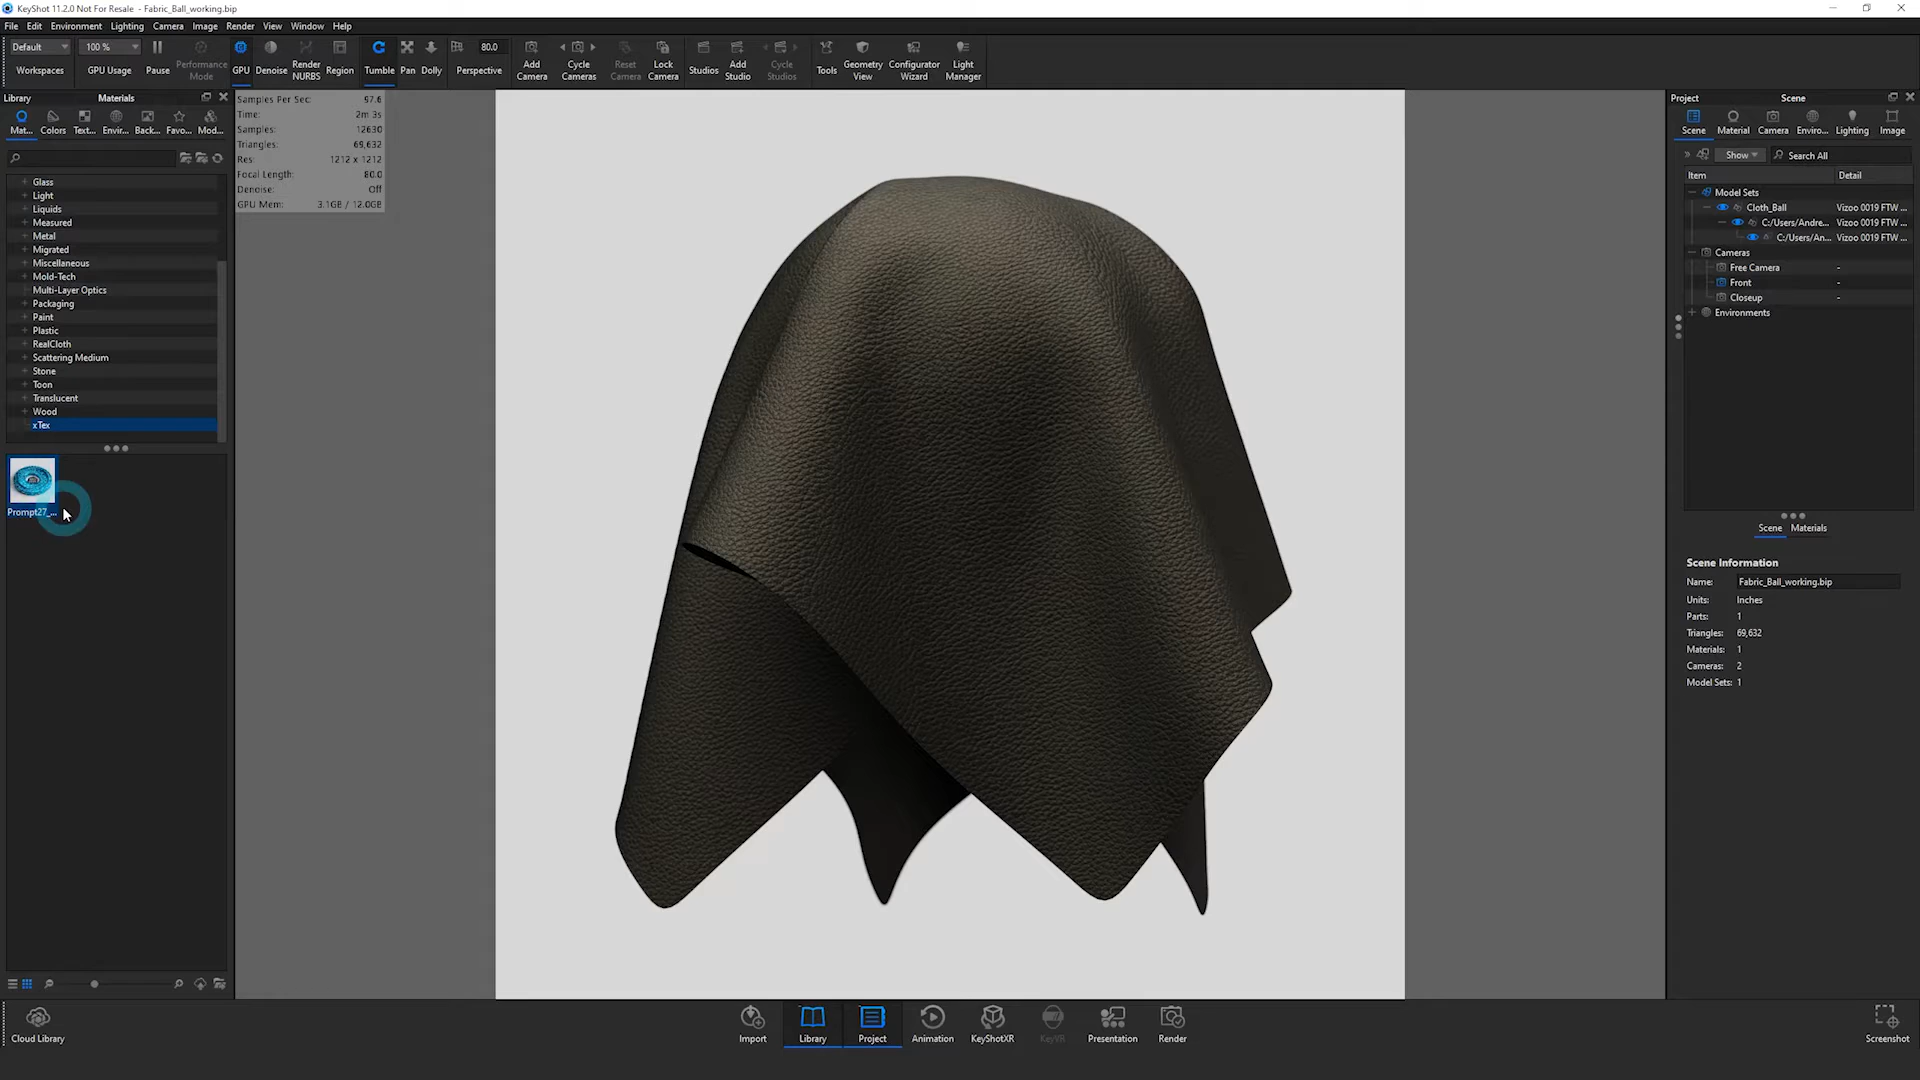 KeyShot 11.2.0 Not For Resale - Fabric_Ball_working.bip
File Edit Environment Lighting Camera Image Render View Window Help
Default 100 % 80.0
Workspaces GPU Usage Pause Performance Mode GPU Denoise Render NURBS Region Tumble Pan Dolly Perspective Add Camera Cycle Cameras Reset Camera Lock Camera Studios Add Studio Cycle Studios Tools Geometry View Configurator Wizard Light Manager
Library Materials
Mat... Colors Text... Envir... Back... Favo... Mod...
Glass
Light
Liquids
Measured
Metal
Migrated
Miscellaneous
Mold-Tech
Multi-Layer Optics
Packaging
Paint
Plastic
RealCloth
Scattering Medium
Stone
Toon
Translucent
Wood
xTex
Prompt27_...
Samples Per Sec: 97.6
Time: 2m 3s
Samples: 12630
Triangles: 69,632
Res: 1212 x 1212
Focal Length: 80.0
Denoise: Off
GPU Mem: 3.1GB / 12.0GB
Project Scene
Scene Material Camera Enviro... Lighting Image
Show Search All
Item Detail
Model Sets
Cloth_Ball Vizoo 0019 FTW ...
C:/Users/Andre... Vizoo 0019 FTW ...
C:/Users/An... Vizoo 0019 FTW ...
Cameras
Free Camera -
Front -
Closeup -
Environments
Scene Materials
Scene Information
Name: Fabric_Ball_working.bip
Units: Inches
Parts: 1
Triangles: 69,632
Materials: 1
Cameras: 2
Model Sets: 1
Cloud Library Import Library Project Animation KeyShotXR KeyVR Presentation Render Screenshot